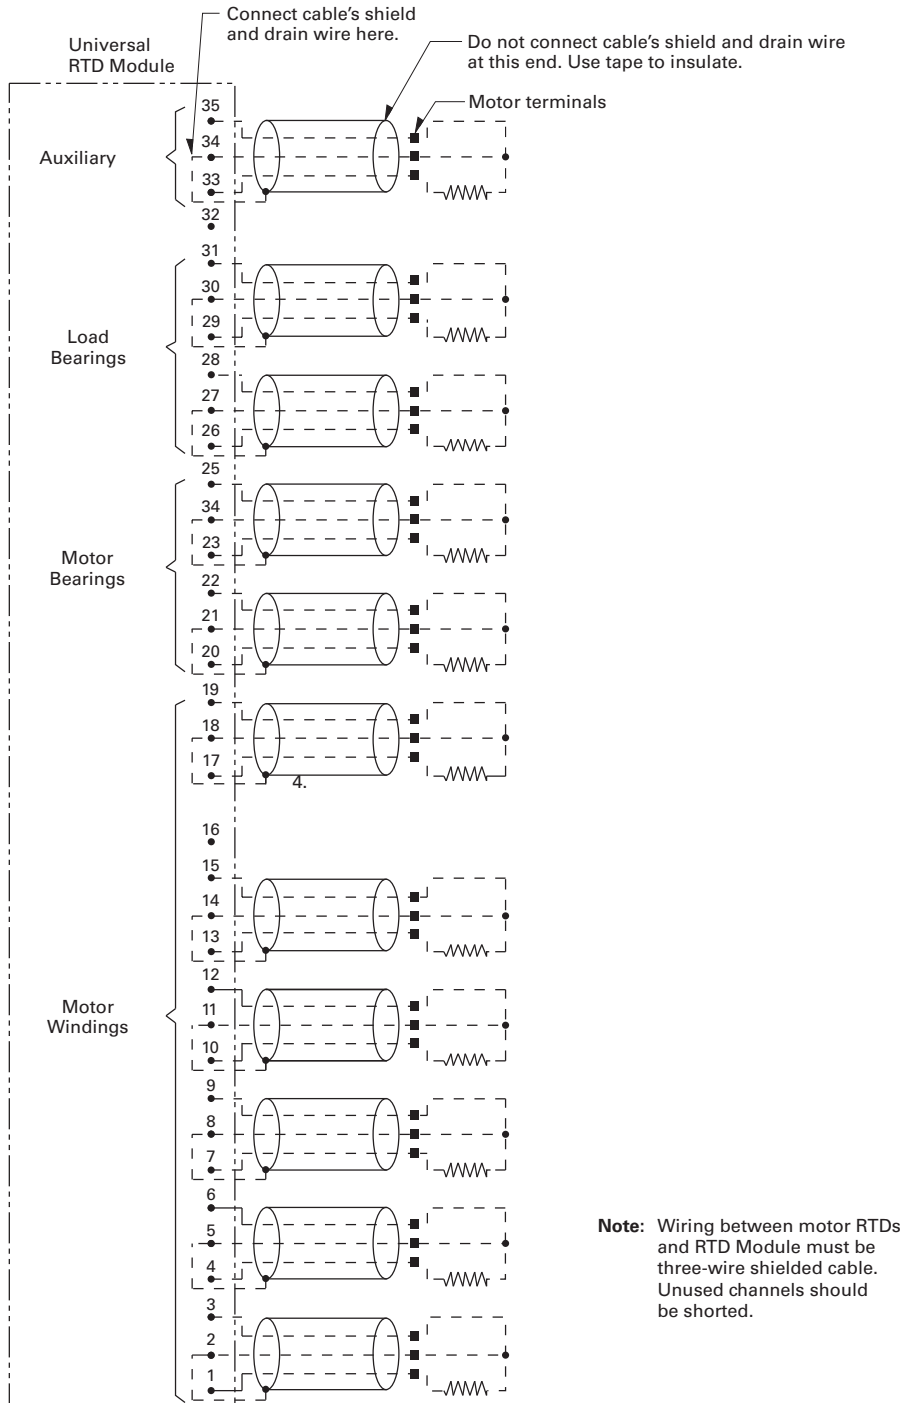 Connect cable's shield
and drain wire here.
Universal
RTD Module
Do not connect cable's shield and drain wire
at this end. Use tape to insulate.
Motor terminals
35
34
Auxiliary
33
32
31
30
29
Load
Bearings
28
27
26
25
34
23
Motor
Bearings
22
21
20
19
18
17
4.
16
15
14
13
12
11
Motor
Windings
10
9
8
7
6
5
4
3
2
1
Note: Wiring between motor RTDs
and RTD Module must be
three-wire shielded cable.
Unused channels should
be shorted.